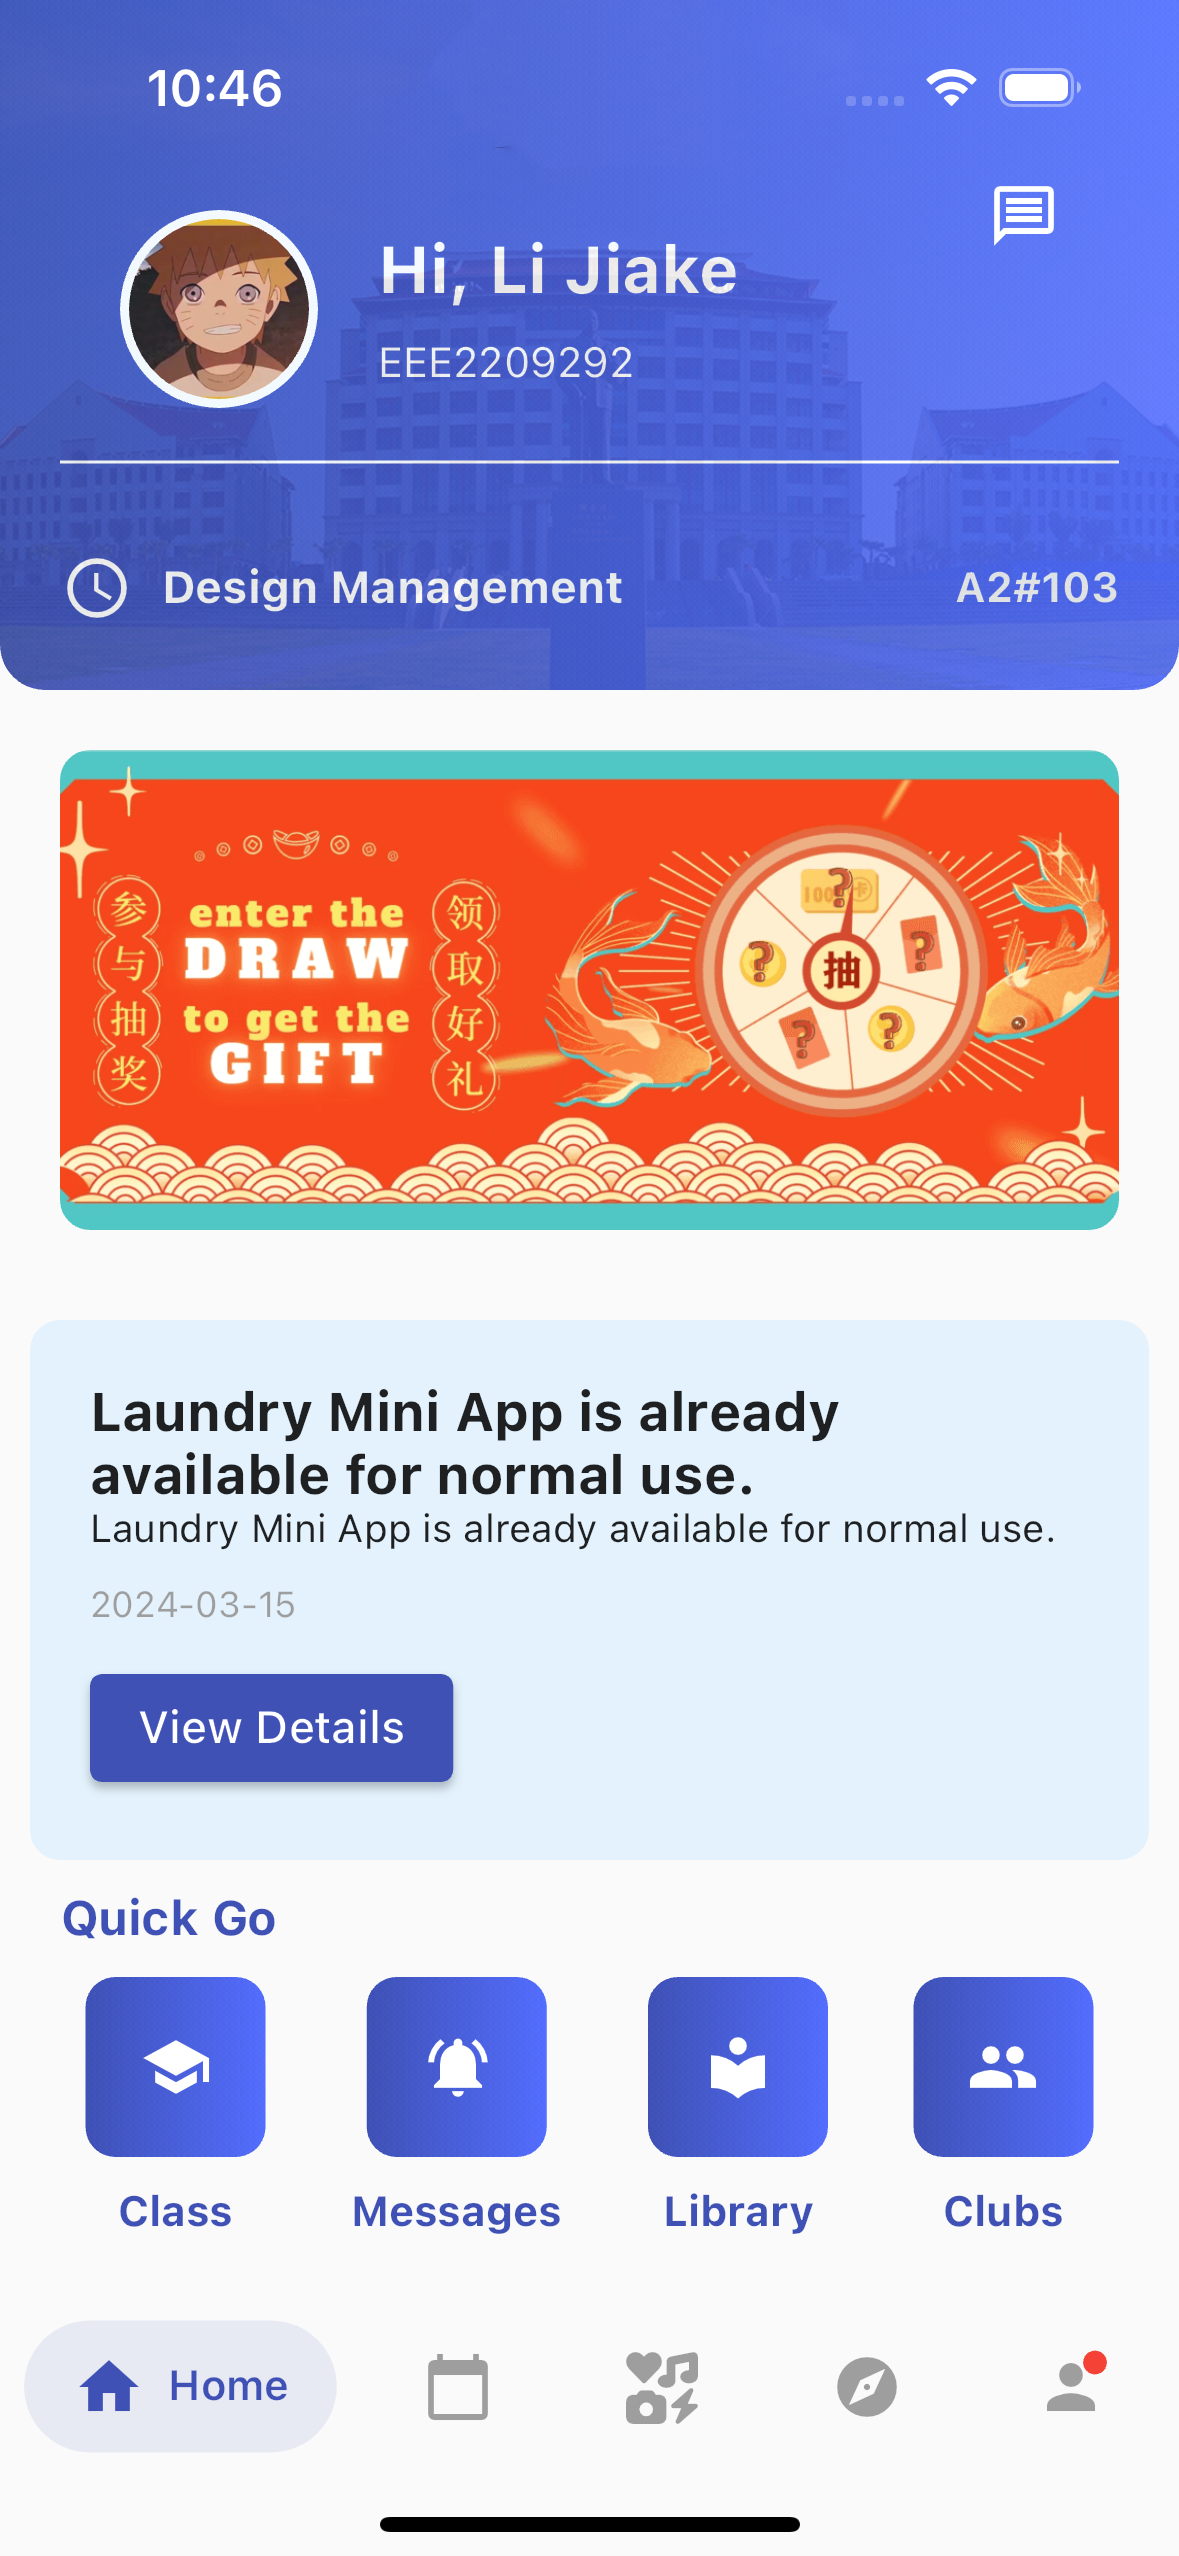 10:46
Hi, Li Jiake
EEE2209292
Design Management
A2#103
参与抽奖
enter the
DRAW
to get the
GIFT
领取好礼
100 卡
?
?
?
抽
?
?
Laundry Mini App is already
available for normal use.
Laundry Mini App is already available for normal use.
2024-03-15
View Details
Quick Go
Class
Messages
Library
Clubs
Home